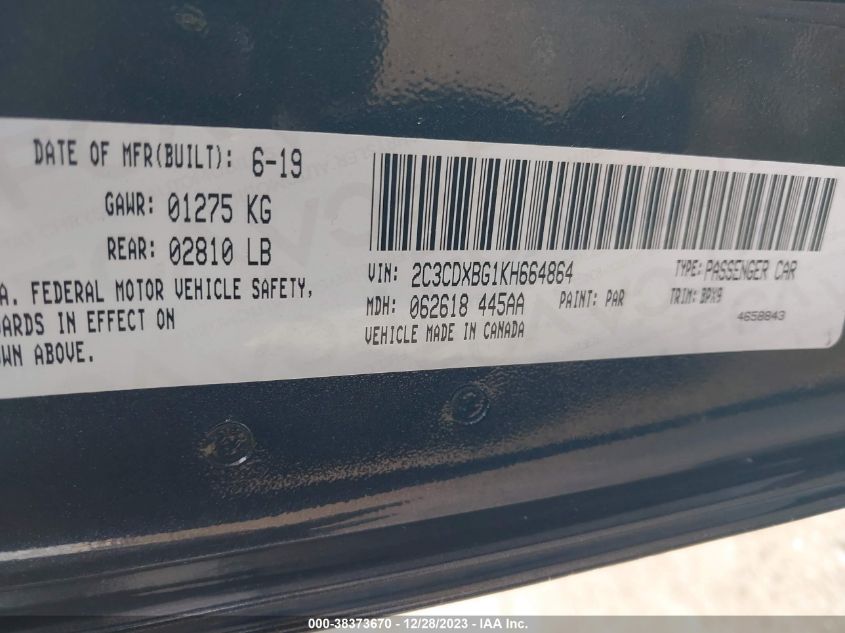 DATE OF MFR(BUILT): 6-19
GAWR: 01275 KG
REAR: 02810 LB
A. FEDERAL MOTOR VEHICLE SAFETY,
ARDS IN EFFECT ON
WN ABOVE.
VIN: 2C3CDXBG1KH664864 TYPE: PASSENGER CAR
MDH: 062618 445AA PAINT: PAR TRIM: BPX9
VEHICLE MADE IN CANADA 4658843
000-38373670 - 12/28/2023 - IAAI - Copart, Inc.